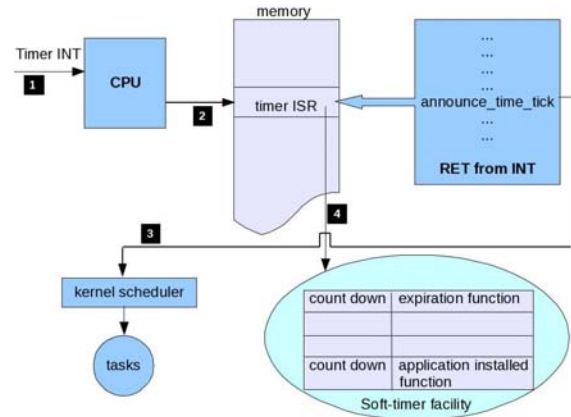 memory
Timer INT
1
CPU
2
timer ISR
...
...
...
...
announce_time_tick
...
...
RET from INT
4
3
kernel scheduler
tasks
count down
expiration function
count down
application installed
function
Soft-timer facility